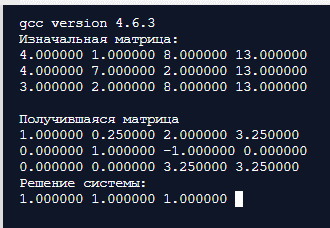 gcc version 4.6.3
Изначальная матрица:
4.000000 1.000000 8.000000 13.000000
4.000000 7.000000 2.000000 13.000000
3.000000 2.000000 8.000000 13.000000
Получившаяся матрица
1.000000 0.250000 2.000000 3.250000
0.000000 1.000000 -1.000000 0.000000
0.000000 0.000000 3.250000 3.250000
Решение системы:
1.000000 1.000000 1.000000